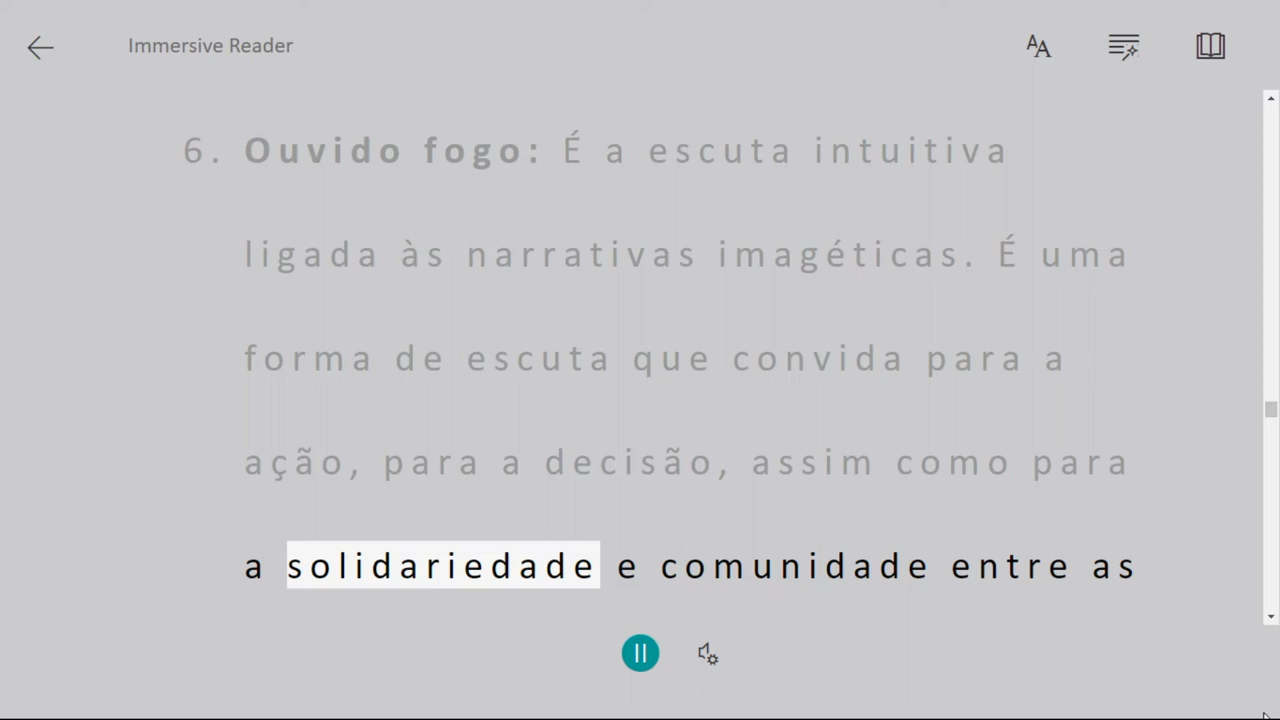 Immersive Reader
6. Ouvido fogo: É a escuta intuitiva
ligada às narrativas imagéticas. É uma
forma de escuta que convida para a
ação, para a decisão, assim como para
a solidariedade e comunidade entre as